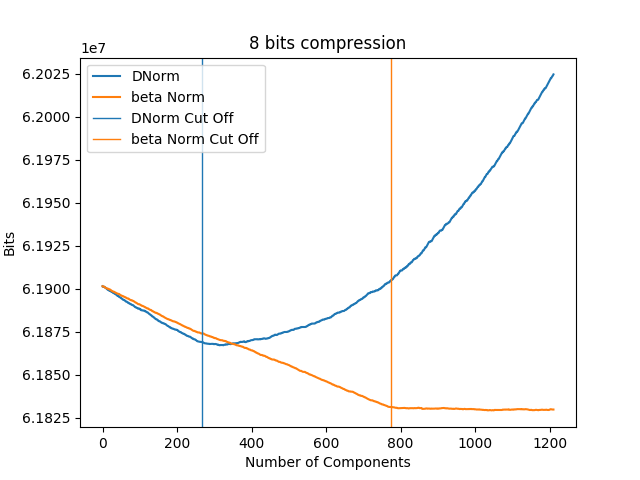 8 bits compression
1e7
6.2025
6.2000
6.1975
6.1950
6.1925
6.1900
6.1875
6.1850
6.1825
Bits
DNorm
beta Norm
DNorm Cut Off
beta Norm Cut Off
0 200 400 600 800 1000 1200
Number of Components